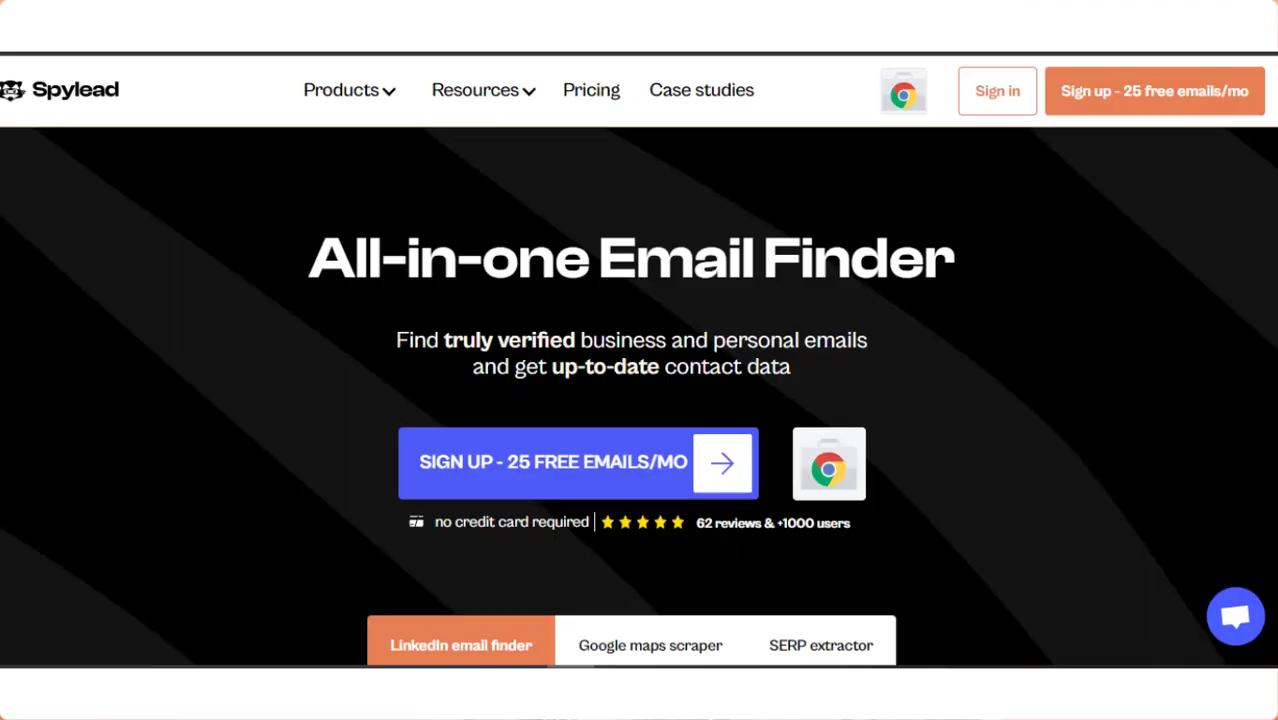 Spylead
Products
Resources
Pricing
Case studies
Sign in
Sign up - 25 free emails/mo
All-in-one Email Finder
Find truly verified business and personal emails
and get up-to-date contact data
SIGN UP - 25 FREE EMAILS/MO
no credit card required
62 reviews & +1000 users
LinkedIn email finder
Google maps scraper
SERP extractor